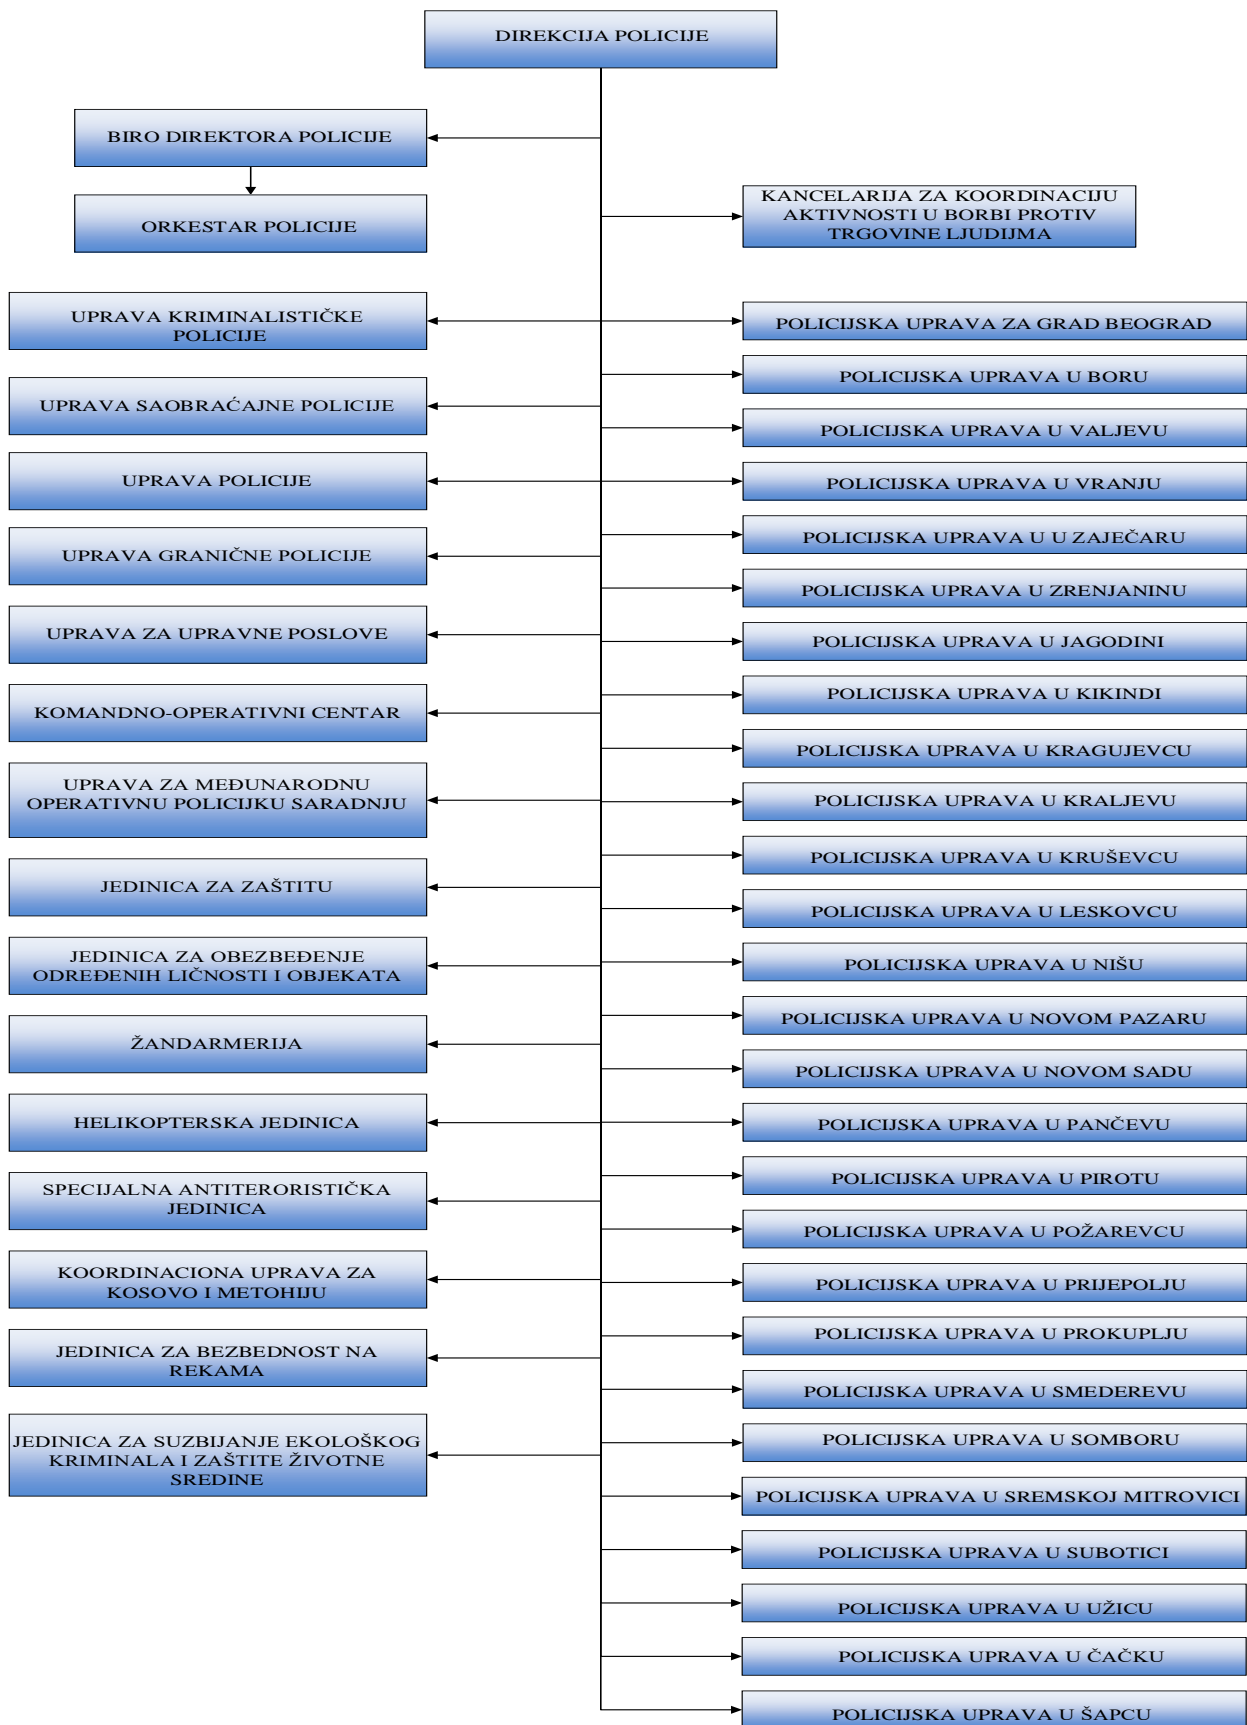 DIREKCIJA POLICIJE
BIRO DIREKTORA POLICIJE
ORKESTAR POLICIJE
KANCELARIJA ZA KOORDINACIJU
AKTIVNOSTI U BORBI PROTIV
TRGOVINE LJUDIJMA
UPRAVA KRIMINALISTIČKE
POLICIJE
UPRAVA SAOBRAĆAJNE POLICIJE
UPRAVA POLICIJE
UPRAVA GRANIČNE POLICIJE
UPRAVA ZA UPRAVNE POSLOVE
KOMANDNO-OPERATIVNI CENTAR
UPRAVA ZA MEĐUNARODNU
OPERATIVNU POLICIJKU SARADNJU
JEDINICA ZA ZAŠTITU
JEDINICA ZA OBEZBEĐENJE
ODREĐENIH LIČNOSTI I OBJEKATA
ŽANDARMERIJA
HELIKOPTERSKA JEDINICA
SPECIJALNA ANTITERORISTIČKA
JEDINICA
KOORDINACIONA UPRAVA ZA
KOSOVO I METOHIJU
JEDINICA ZA BEZBEDNOST NA
REKAMA
JEDINICA ZA SUZBIJANJE EKOLOŠKOG
KRIMINALA I ZAŠTITE ŽIVOTNE
SREDINE
POLICIJSKA UPRAVA ZA GRAD BEOGRAD
POLICIJSKA UPRAVA U BORU
POLICIJSKA UPRAVA U VALJEVU
POLICIJSKA UPRAVA U VRANJU
POLICIJSKA UPRAVA U U ZAJEČARU
POLICIJSKA UPRAVA U ZRENJANINU
POLICIJSKA UPRAVA U JAGODINI
POLICIJSKA UPRAVA U KIKINDI
POLICIJSKA UPRAVA U KRAGUJEVCU
POLICIJSKA UPRAVA U KRALJEVU
POLICIJSKA UPRAVA U KRUŠEVCU
POLICIJSKA UPRAVA U LESKOVCU
POLICIJSKA UPRAVA U NIŠU
POLICIJSKA UPRAVA U NOVOM PAZARU
POLICIJSKA UPRAVA U NOVOM SADU
POLICIJSKA UPRAVA U PANČEVU
POLICIJSKA UPRAVA U PIROTU
POLICIJSKA UPRAVA U POŽAREVCU
POLICIJSKA UPRAVA U PRIJEPOLJU
POLICIJSKA UPRAVA U PROKUPLJU
POLICIJSKA UPRAVA U SMEDEREVU
POLICIJSKA UPRAVA U SOMBORU
POLICIJSKA UPRAVA U SREMSKOJ MITROVICI
POLICIJSKA UPRAVA U SUBOTICI
POLICIJSKA UPRAVA U UŽICU
POLICIJSKA UPRAVA U ČAČKU
POLICIJSKA UPRAVA U ŠAPCU